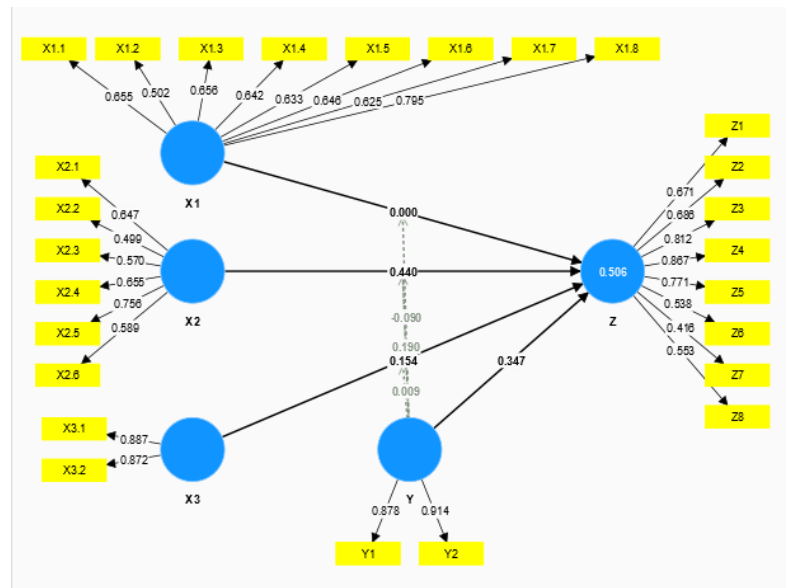 X1.1 X1.2 X1.3 X1.4 X1.5 X1.6 X1.7 X1.8
0.655 0.502 0.656 0.642 0.633 0.646 0.625 0.795
X1
X2.1
X2.2
X2.3
X2.4
X2.5
X2.6
0.647
0.499
0.570
0.655
0.756
0.589
X2
X3.1
X3.2
0.887
0.872
X3
0.000
0.440
-0.090
0.190
0.154
0.009
0.347
Y
0.878 0.914
Y1 Y2
0.506
Z
0.671
0.686
0.812
0.867
0.771
0.538
0.416
0.553
Z1
Z2
Z3
Z4
Z5
Z6
Z7
Z8